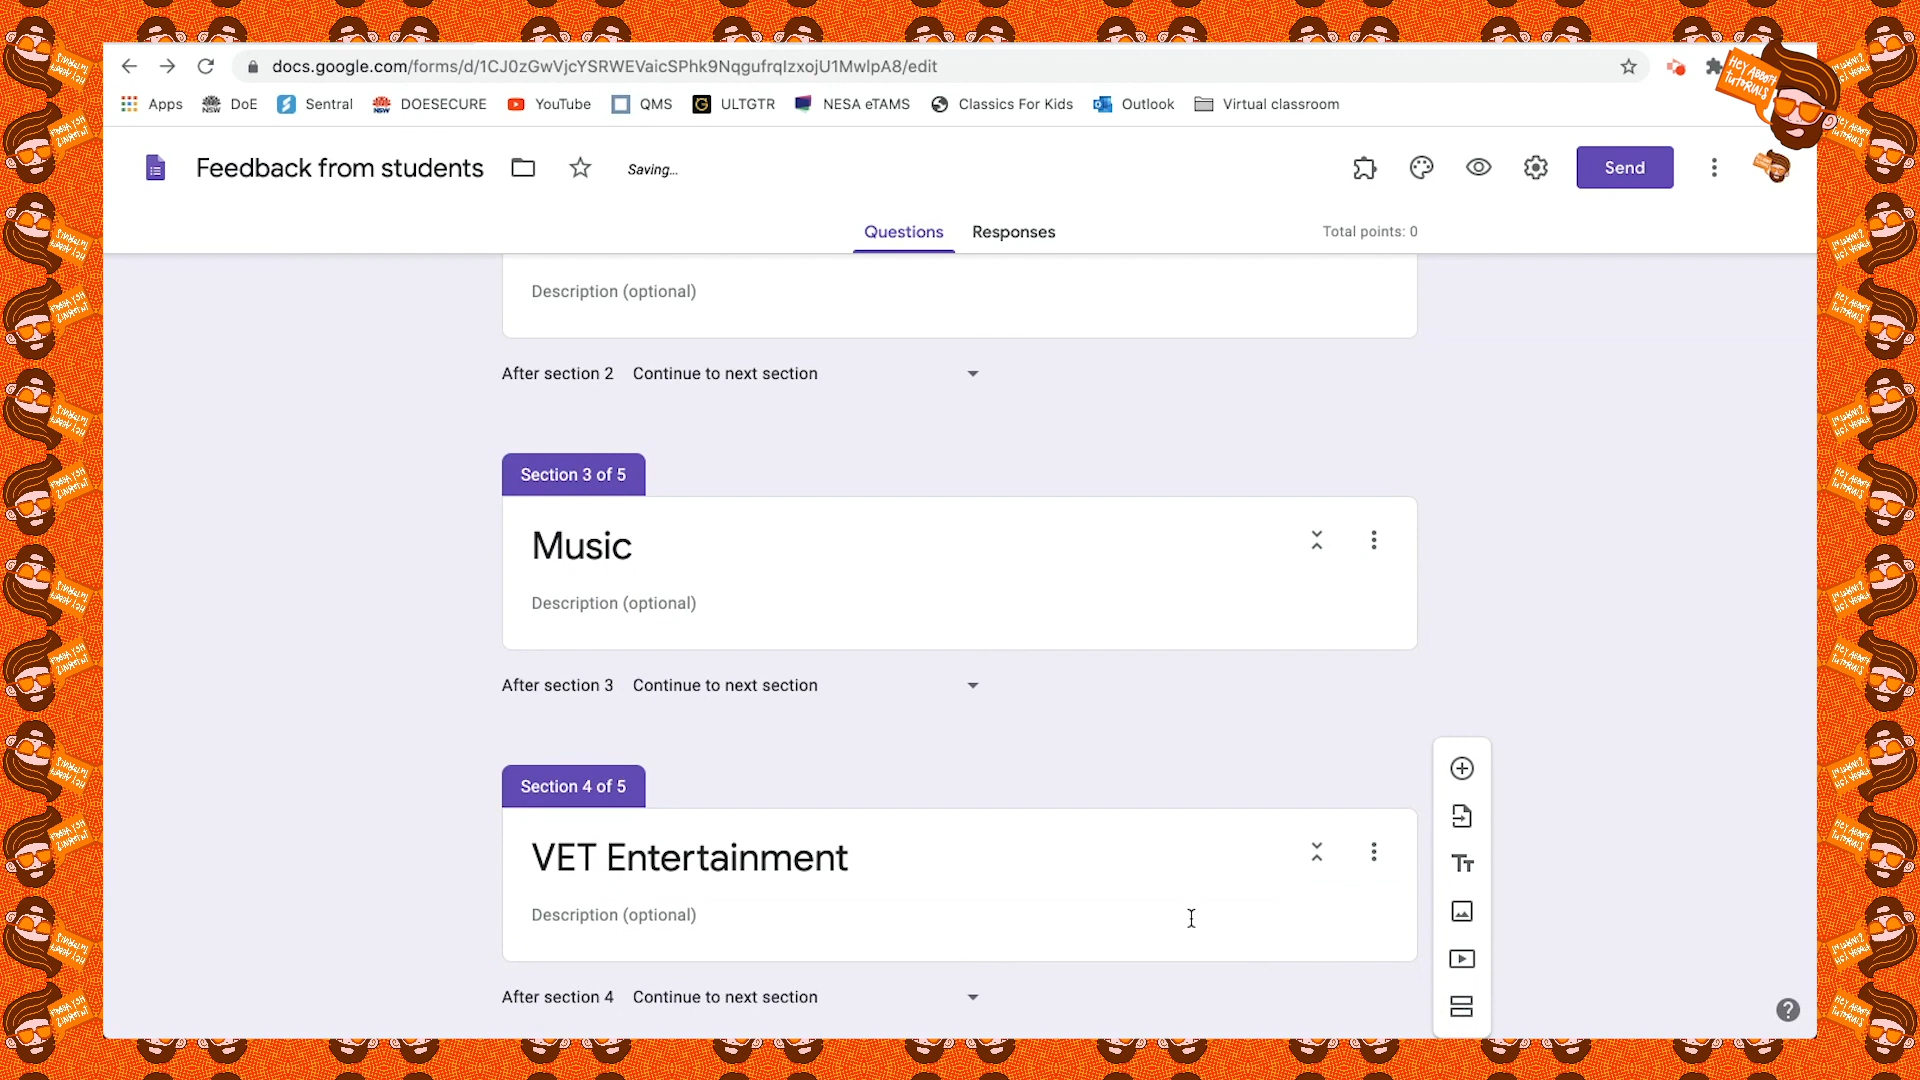 docs.google.com/forms/d/1CJ0zGwVjcYSRWEVaicSPhk9NqgufrqIzxojU1MwlpA8/edit
Apps DoE Sentral DOESECURE YouTube QMS ULTGTR NESA eTAMS Classics For Kids Outlook Virtual classroom
HEY ABOTT TUTORIALS
Feedback from students Saving... Send
Questions Responses Total points: 0
Description (optional)
After section 2 Continue to next section
Section 3 of 5
Music
Description (optional)
After section 3 Continue to next section
Section 4 of 5
VET Entertainment
Description (optional)
After section 4 Continue to next section